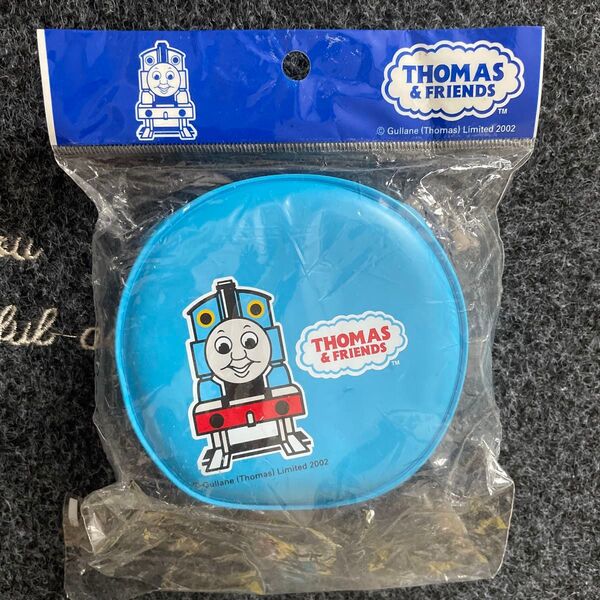 THOMAS
& FRIENDS
TM
© Gullane (Thomas) Limited 2002
THOMAS
& FRIENDS
TM
© Gullane (Thomas) Limited 2002